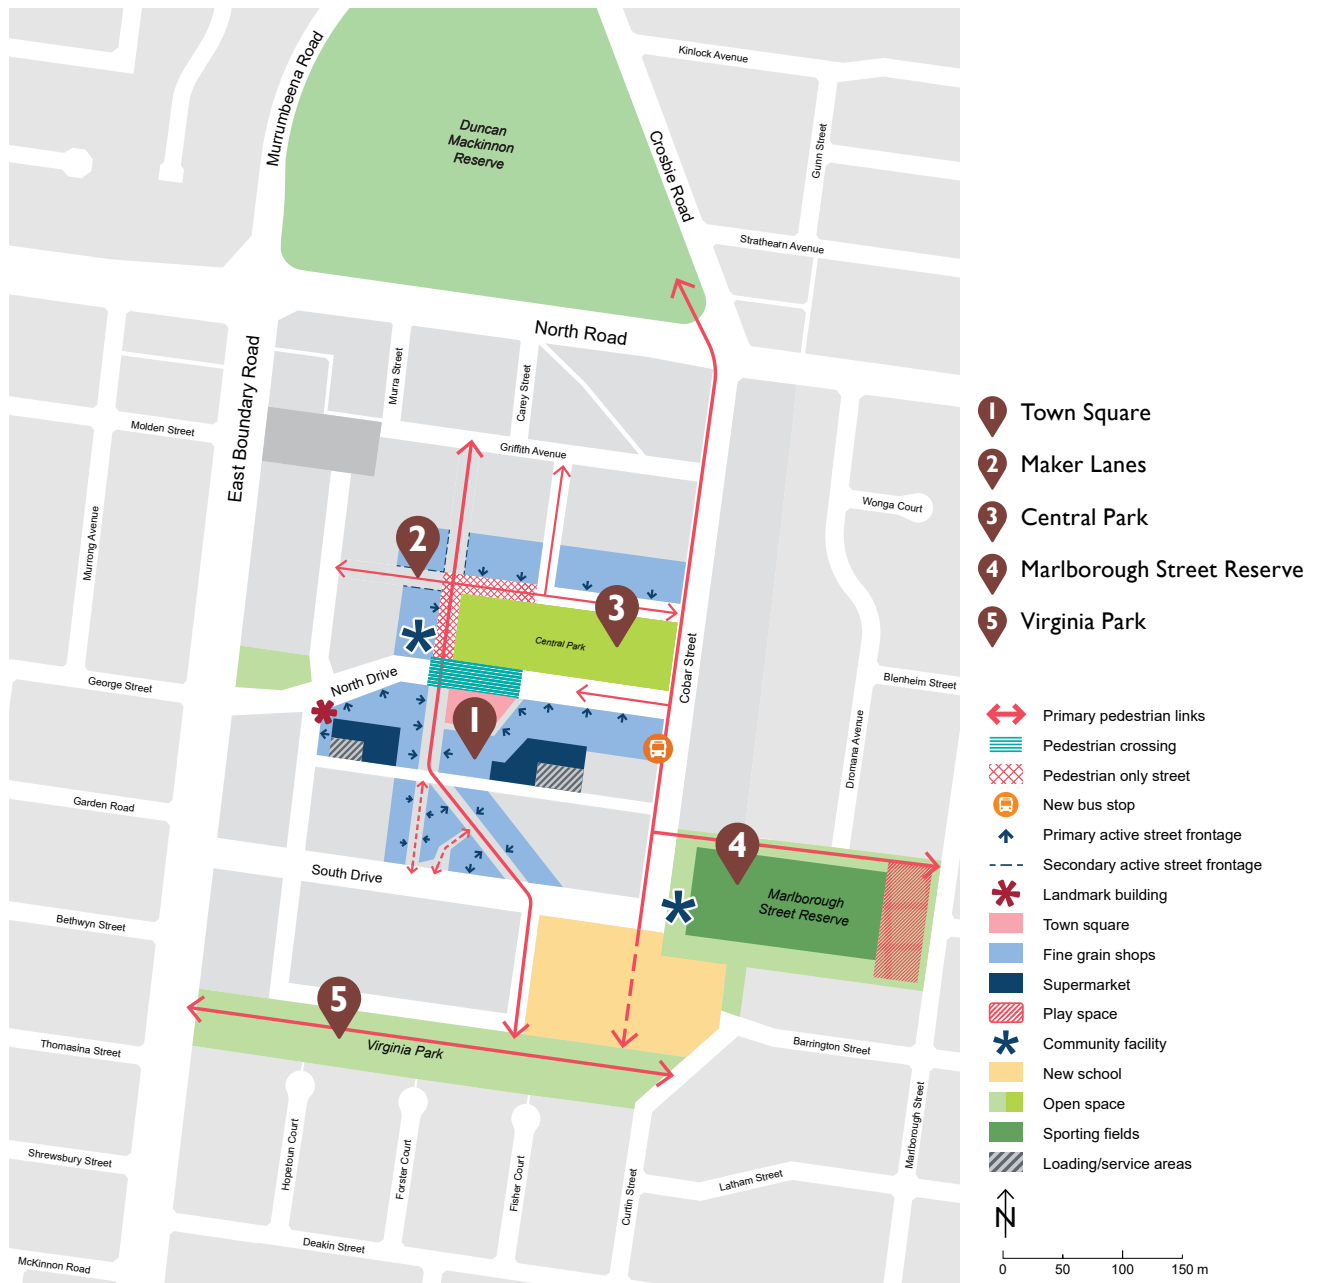 Kinlock Avenue
Murrumbeena Road
Duncan
Mackinnon
Reserve
Crosbie Road
Gunn Street
Strathearn Avenue
North Road
East Boundary Road
Murra Street
Carey Street
Molden Street
Griffith Avenue
Murrong Avenue
Wonga Court
2
3
Central Park
Cobar Street
George Street
North Drive
Blenheim Street
1
Dromana Avenue
Garden Road
4
South Drive
Marlborough
Street Reserve
Bethwyn Street
5
Virginia Park
Thomasina Street
Barrington Street
Hopetoun Court
Forster Court
Fisher Court
Curtin Street
Marlborough Street
Shrewsbury Street
Latham Street
Deakin Street
McKinnon Road
1 Town Square
2 Maker Lanes
3 Central Park
4 Marlborough Street Reserve
5 Virginia Park
Primary pedestrian links
Pedestrian crossing
Pedestrian only street
New bus stop
Primary active street frontage
Secondary active street frontage
Landmark building
Town square
Fine grain shops
Supermarket
Play space
Community facility
New school
Open space
Sporting fields
Loading/service areas
N
0 50 100 150 m